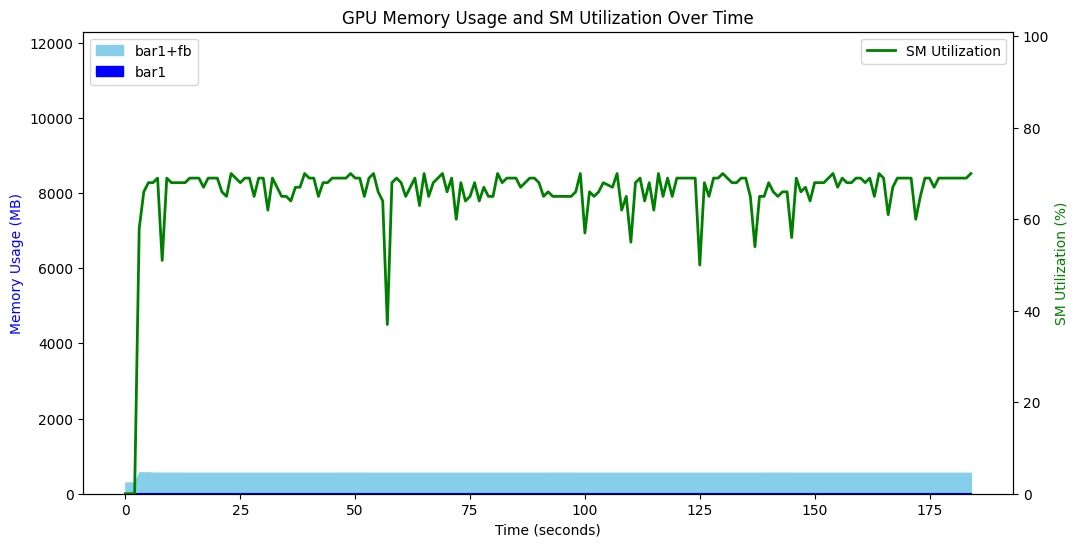 GPU Memory Usage and SM Utilization Over Time
bar1+fb
bar1
SM Utilization
Memory Usage (MB)
12000
10000
8000
6000
4000
2000
0
100
80
60
40
20
0
SM Utilization (%)
0 25 50 75 100 125 150 175
Time (seconds)